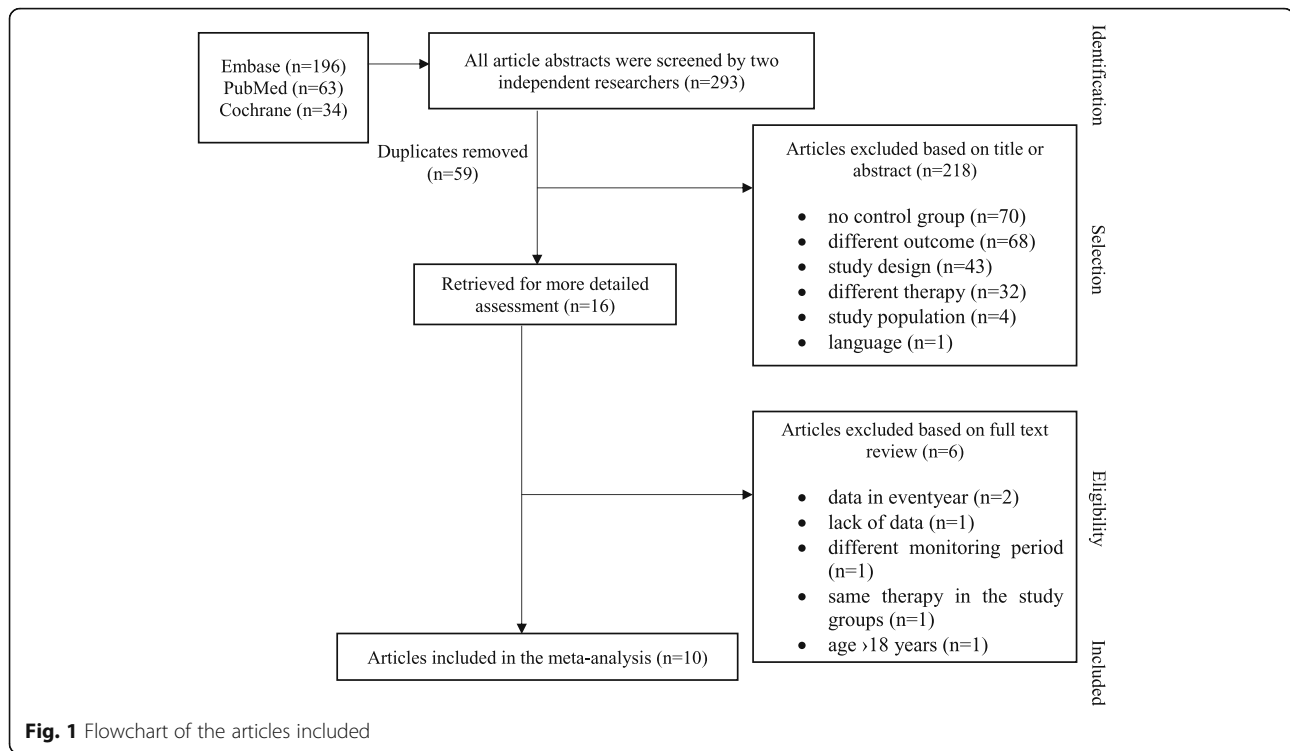 Embase (n=196)
PubMed (n=63)
Cochrane (n=34)
All article abstracts were screened by two
independent researchers (n=293)
Identification
Duplicates removed
(n=59)
Articles excluded based on title or
abstract (n=218)
• no control group (n=70)
• different outcome (n=68)
• study design (n=43)
• different therapy (n=32)
• study population (n=4)
• language (n=1)
Selection
Retrieved for more detailed
assessment (n=16)
Articles excluded based on full text
review (n=6)
• data in eventyear (n=2)
• lack of data (n=1)
• different monitoring period
(n=1)
• same therapy in the study
groups (n=1)
• age ›18 years (n=1)
Eligibility
Articles included in the meta-analysis (n=10)
Included
Fig. 1 Flowchart of the articles included